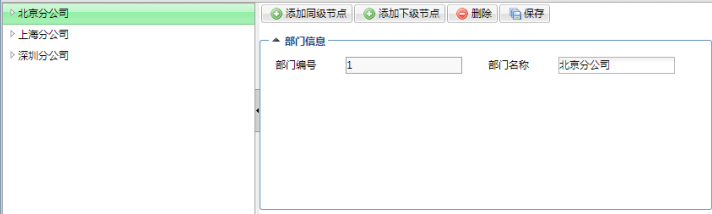 北京分公司
上海分公司
深圳分公司
添加同级节点 添加下级节点 删除 保存
部门信息
部门编号 1 部门名称 北京分公司